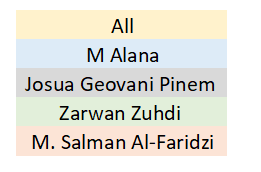 All
M Alana
Josua Geovani Pinem
Zarwan Zuhdi
M. Salman Al-Faridzi